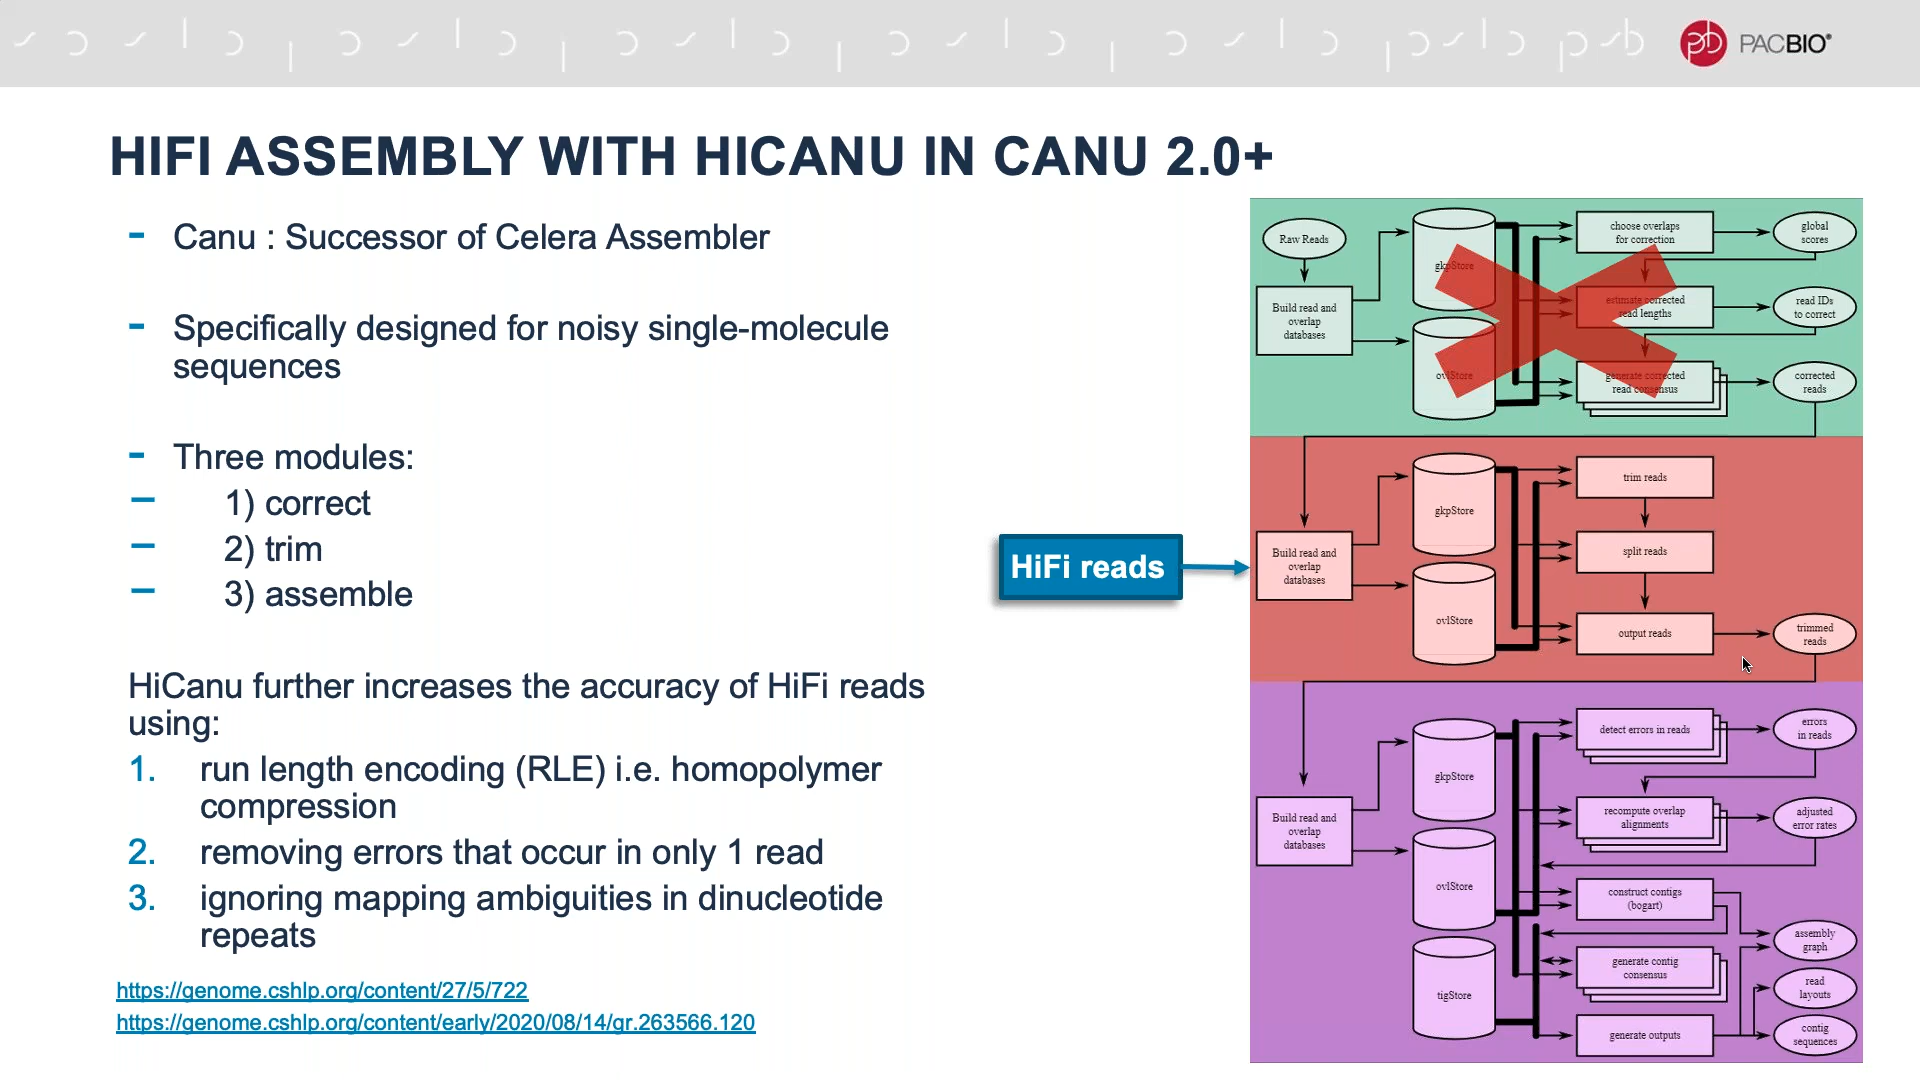 PACBIO®
HIFI ASSEMBLY WITH HICANU IN CANU 2.0+
- Canu : Successor of Celera Assembler
- Specifically designed for noisy single-molecule
sequences
- Three modules:
– 1) correct
– 2) trim
– 3) assemble
HiCanu further increases the accuracy of HiFi reads
using:
1. run length encoding (RLE) i.e. homopolymer
compression
2. removing errors that occur in only 1 read
3. ignoring mapping ambiguities in dinucleotide
repeats
https://genome.cshlp.org/content/27/5/722
https://genome.cshlp.org/content/early/2020/08/14/gr.263566.120
HiFi reads
Raw Reads
Build read and
overlap
databases
gkpStore
ovlStore
choose overlaps
for correction
global
scores
estimate corrected
read lengths
read IDs
to correct
generate corrected
read consensus
corrected
reads
Build read and
overlap
databases
gkpStore
ovlStore
trim reads
split reads
output reads
trimmed
reads
Build read and
overlap
databases
gkpStore
ovlStore
tigStore
detect errors in reads
errors
in reads
recompute overlap
alignments
adjusted
error rates
construct contigs
(bogart)
assembly
graph
generate contig
consensus
read
layouts
generate outputs
contig
sequences